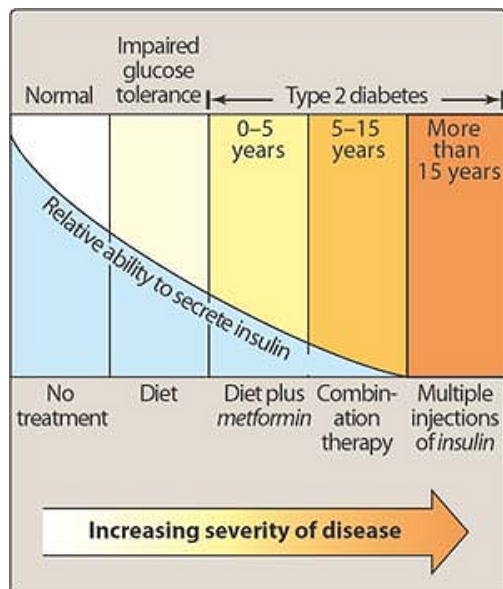 Normal
Impaired
glucose
tolerance
Type 2 diabetes
0–5
years
5–15
years
More
than
15 years
Relative ability to secrete insulin
No
treatment
Diet
Diet plus
metformin
Combin-
ation
therapy
Multiple
injections
of insulin
Increasing severity of disease